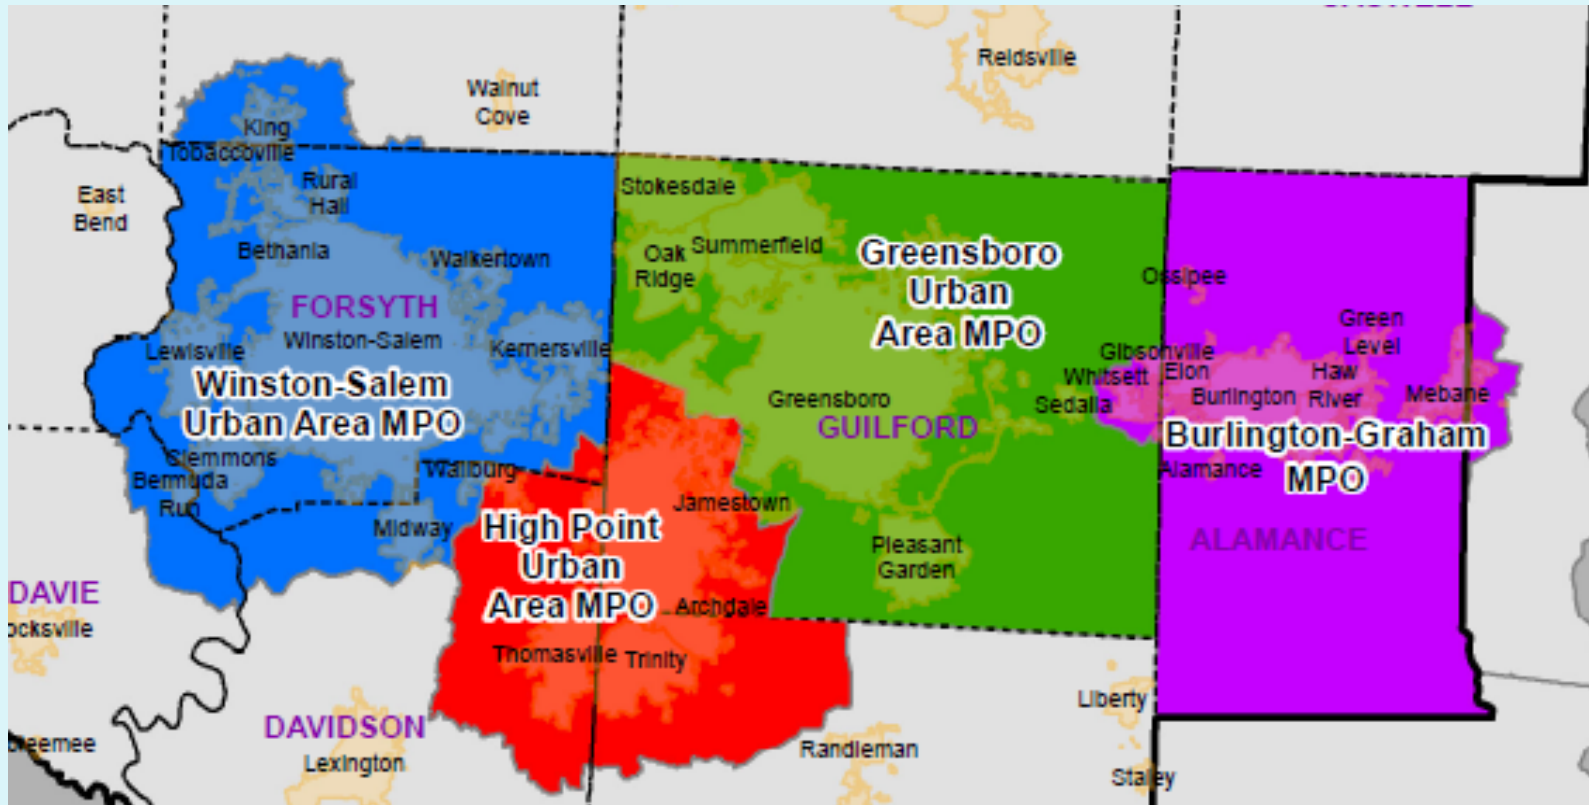 Reidsville
Walnut
Cove
King
Tobaccoville
East
Bend
Rural
Hall
Stokesdale
Bethania
Walkertown
Oak
Ridge
Summerfield
Greensboro
Urban
Area MPO
Ossipee
FORSYTH
Winston-Salem
Lewisville
Kernersville
Winston-Salem
Urban Area MPO
Greensboro
GUILFORD
Gibsonville
Whitsett
Sedalia
Elon
Burlington
Green
Level
Haw
River
Mebane
Burlington-Graham
MPO
Alamance
ALAMANCE
Clemmons
Bermuda
Run
Wallburg
Midway
High Point
Urban
Area MPO
Jamestown
Archdale
Pleasant
Garden
Thomasville
Trinity
DAVIE
ocksville
DAVIDSON
Lexington
Randleman
Liberty
Staley